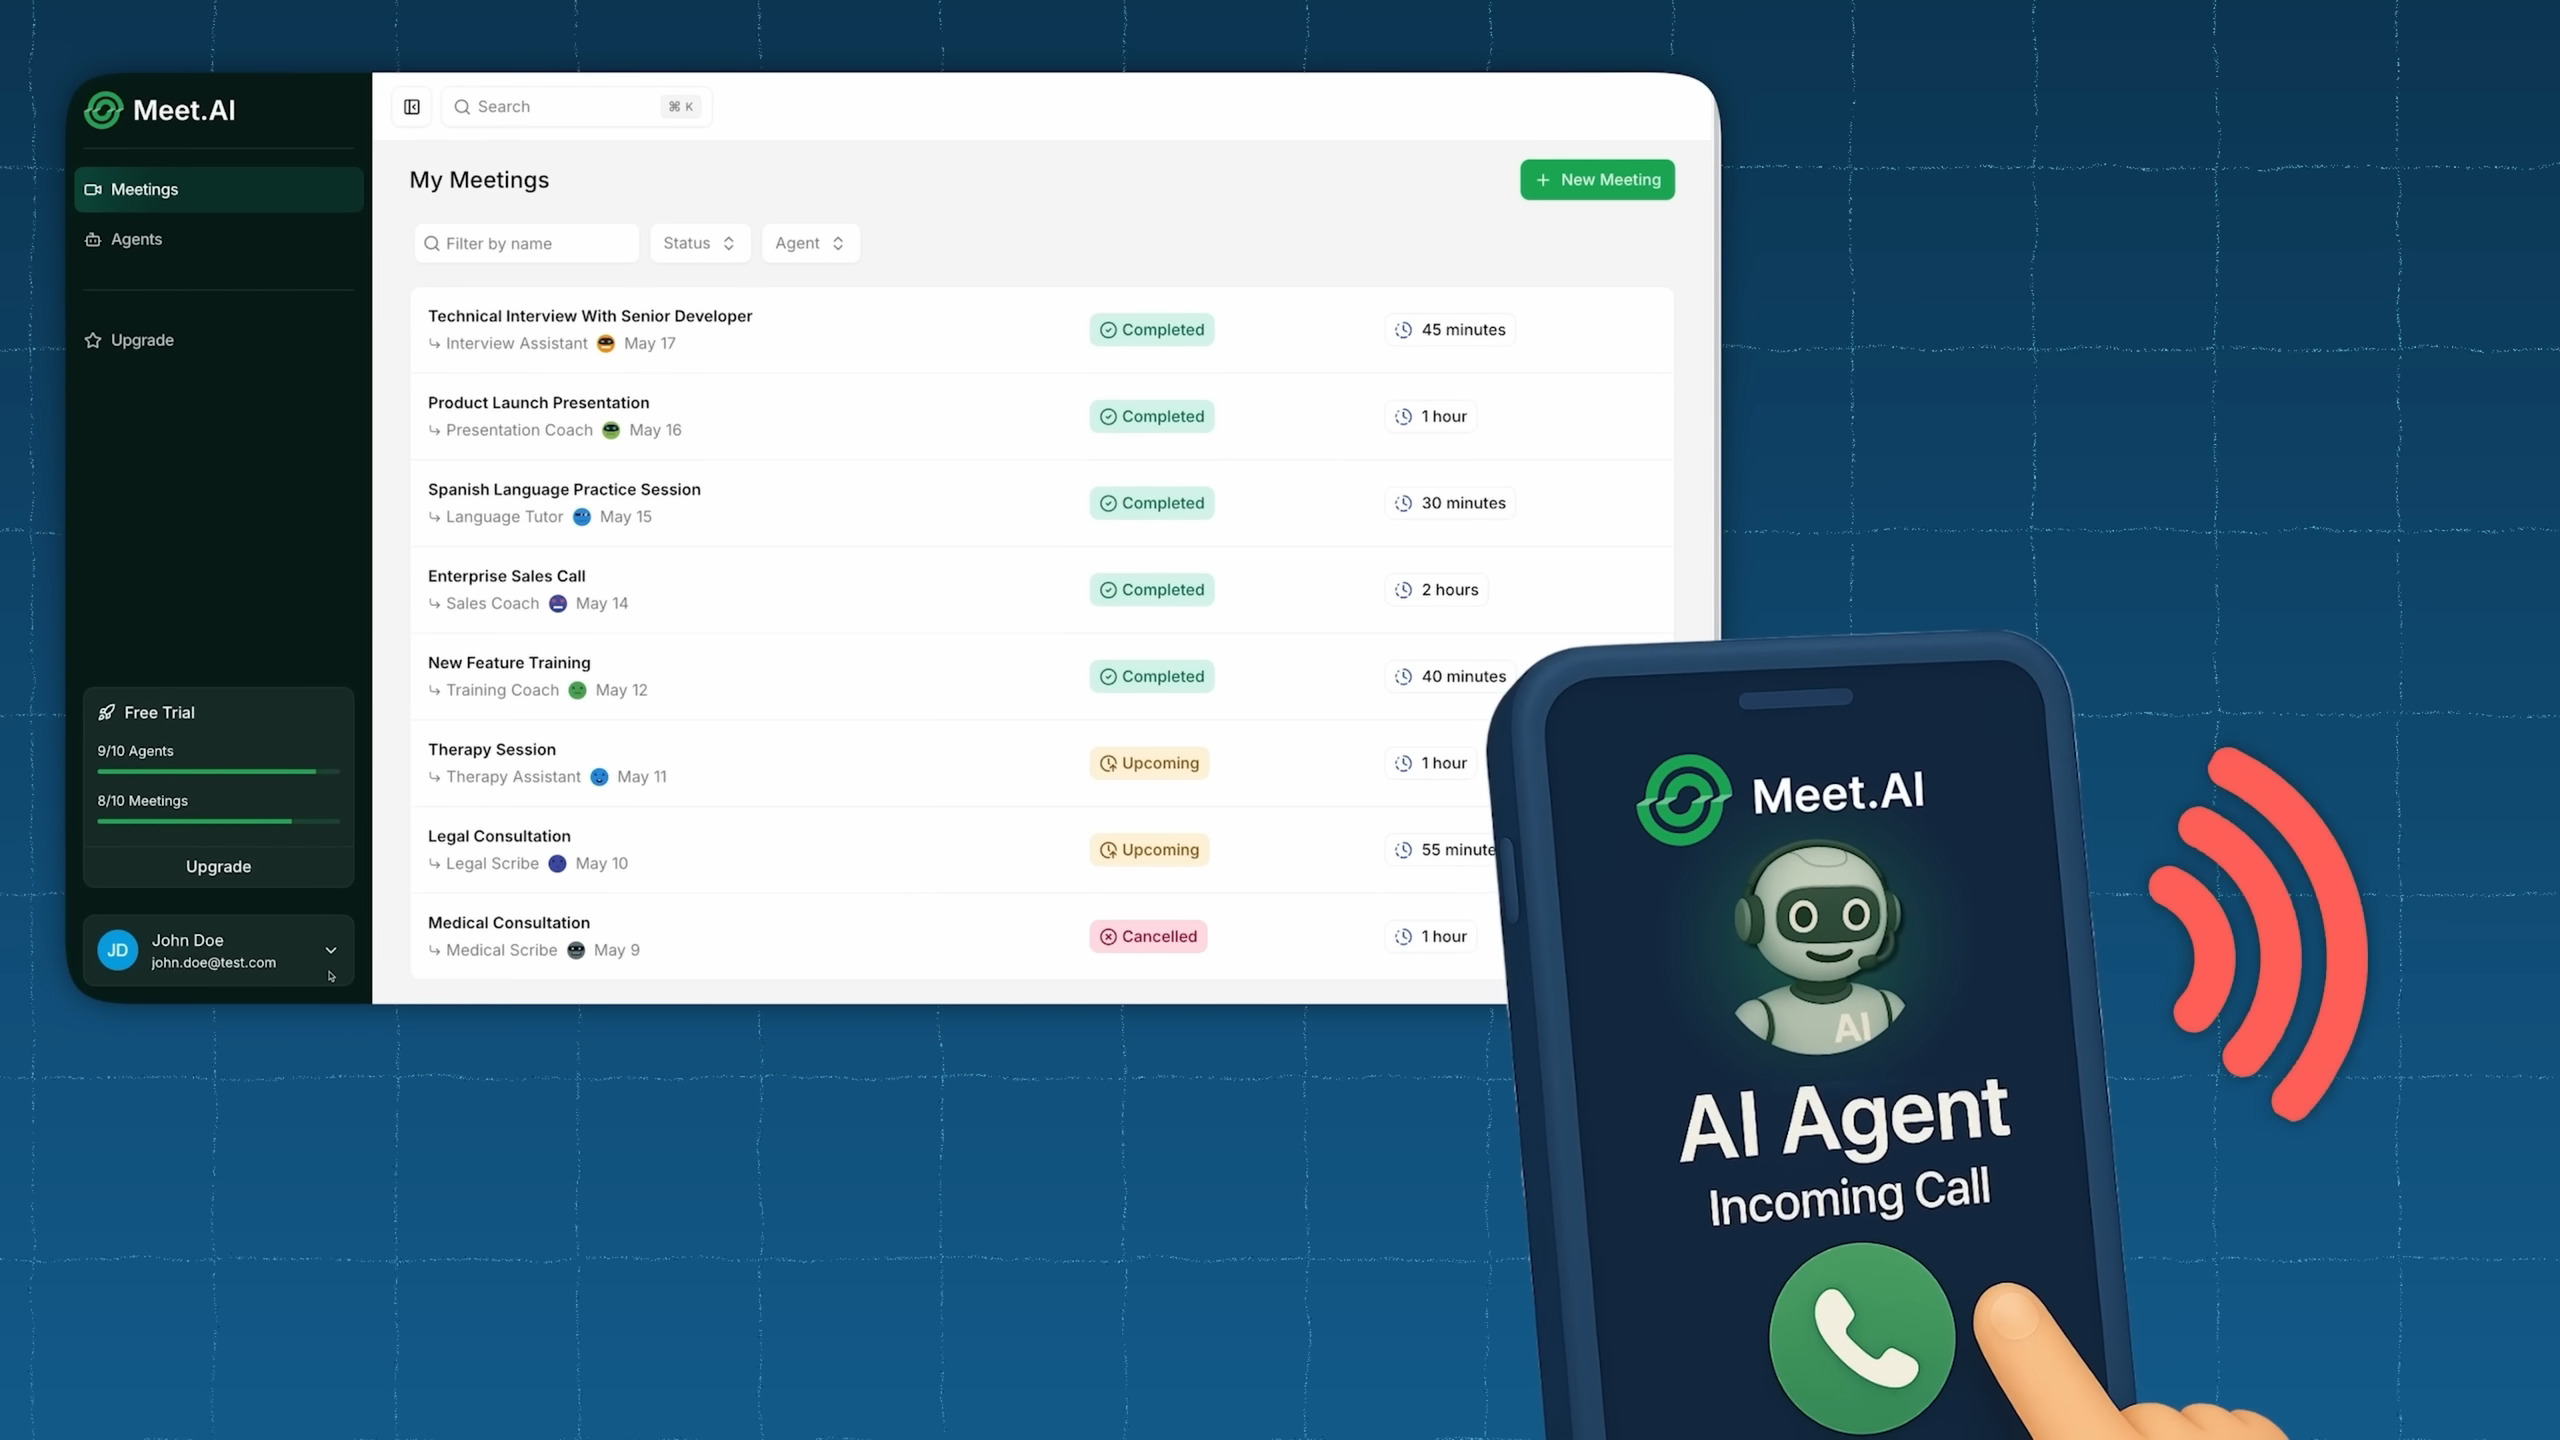 Meet.AI
Meetings
Agents
Upgrade
Free Trial
9/10 Agents
8/10 Meetings
Upgrade
JD
John Doe
john.doe@test.com
Search
⌘ K
My Meetings
+ New Meeting
Filter by name
Status
Agent
Technical Interview With Senior Developer
Interview Assistant May 17
Completed
45 minutes
Product Launch Presentation
Presentation Coach May 16
Completed
1 hour
Spanish Language Practice Session
Language Tutor May 15
Completed
30 minutes
Enterprise Sales Call
Sales Coach May 14
Completed
2 hours
New Feature Training
Training Coach May 12
Completed
40 minutes
Therapy Session
Therapy Assistant May 11
Upcoming
1 hour
Legal Consultation
Legal Scribe May 10
Upcoming
55 minute
Medical Consultation
Medical Scribe May 9
Cancelled
1 hour
Meet.AI
AI
AI Agent
Incoming Call